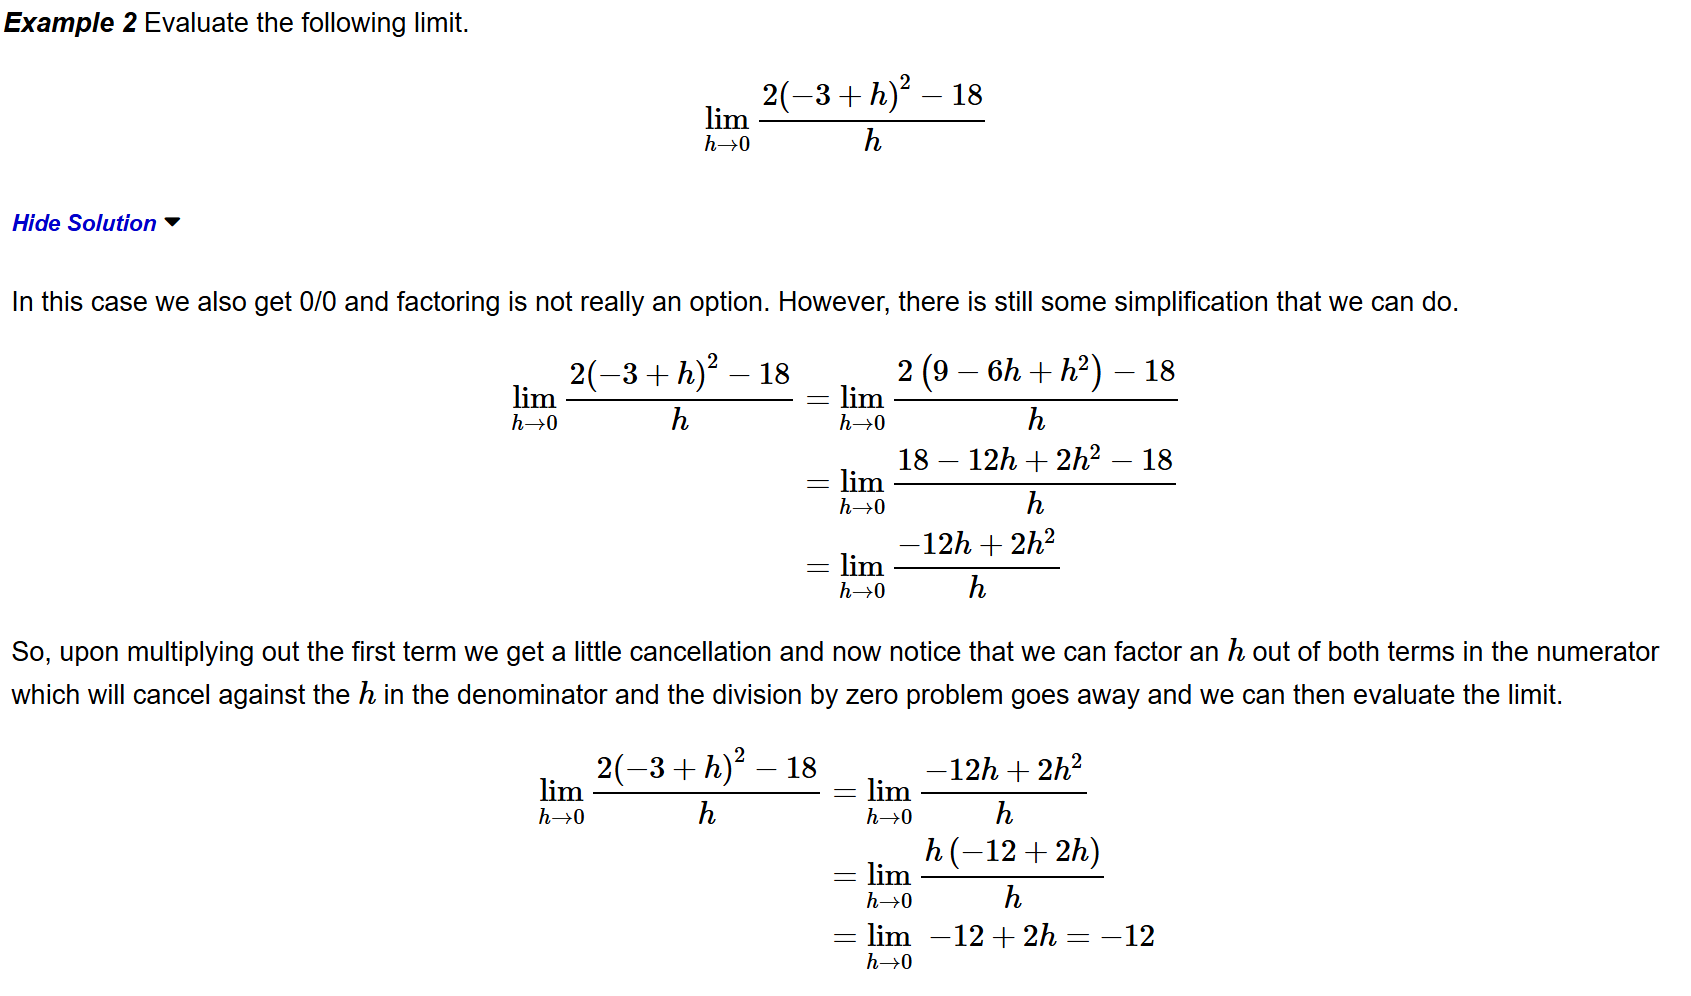 Example 2 Evaluate the following limit.
$$\lim_{h \to 0} \frac{2(-3+h)^2 - 18}{h}$$
Hide Solution ▼
In this case we also get 0/0 and factoring is not really an option. However, there is still some simplification that we can do.
$$\lim_{h \to 0} \frac{2(-3+h)^2 - 18}{h} = \lim_{h \to 0} \frac{2\left(9 - 6h + h^2\right) - 18}{h}$$
$$= \lim_{h \to 0} \frac{18 - 12h + 2h^2 - 18}{h}$$
$$= \lim_{h \to 0} \frac{-12h + 2h^2}{h}$$
So, upon multiplying out the first term we get a little cancellation and now notice that we can factor an $h$ out of both terms in the numerator
which will cancel against the $h$ in the denominator and the division by zero problem goes away and we can then evaluate the limit.
$$\lim_{h \to 0} \frac{2(-3+h)^2 - 18}{h} = \lim_{h \to 0} \frac{-12h + 2h^2}{h}$$
$$= \lim_{h \to 0} \frac{h\left(-12 + 2h\right)}{h}$$
$$= \lim_{h \to 0} -12 + 2h = -12$$